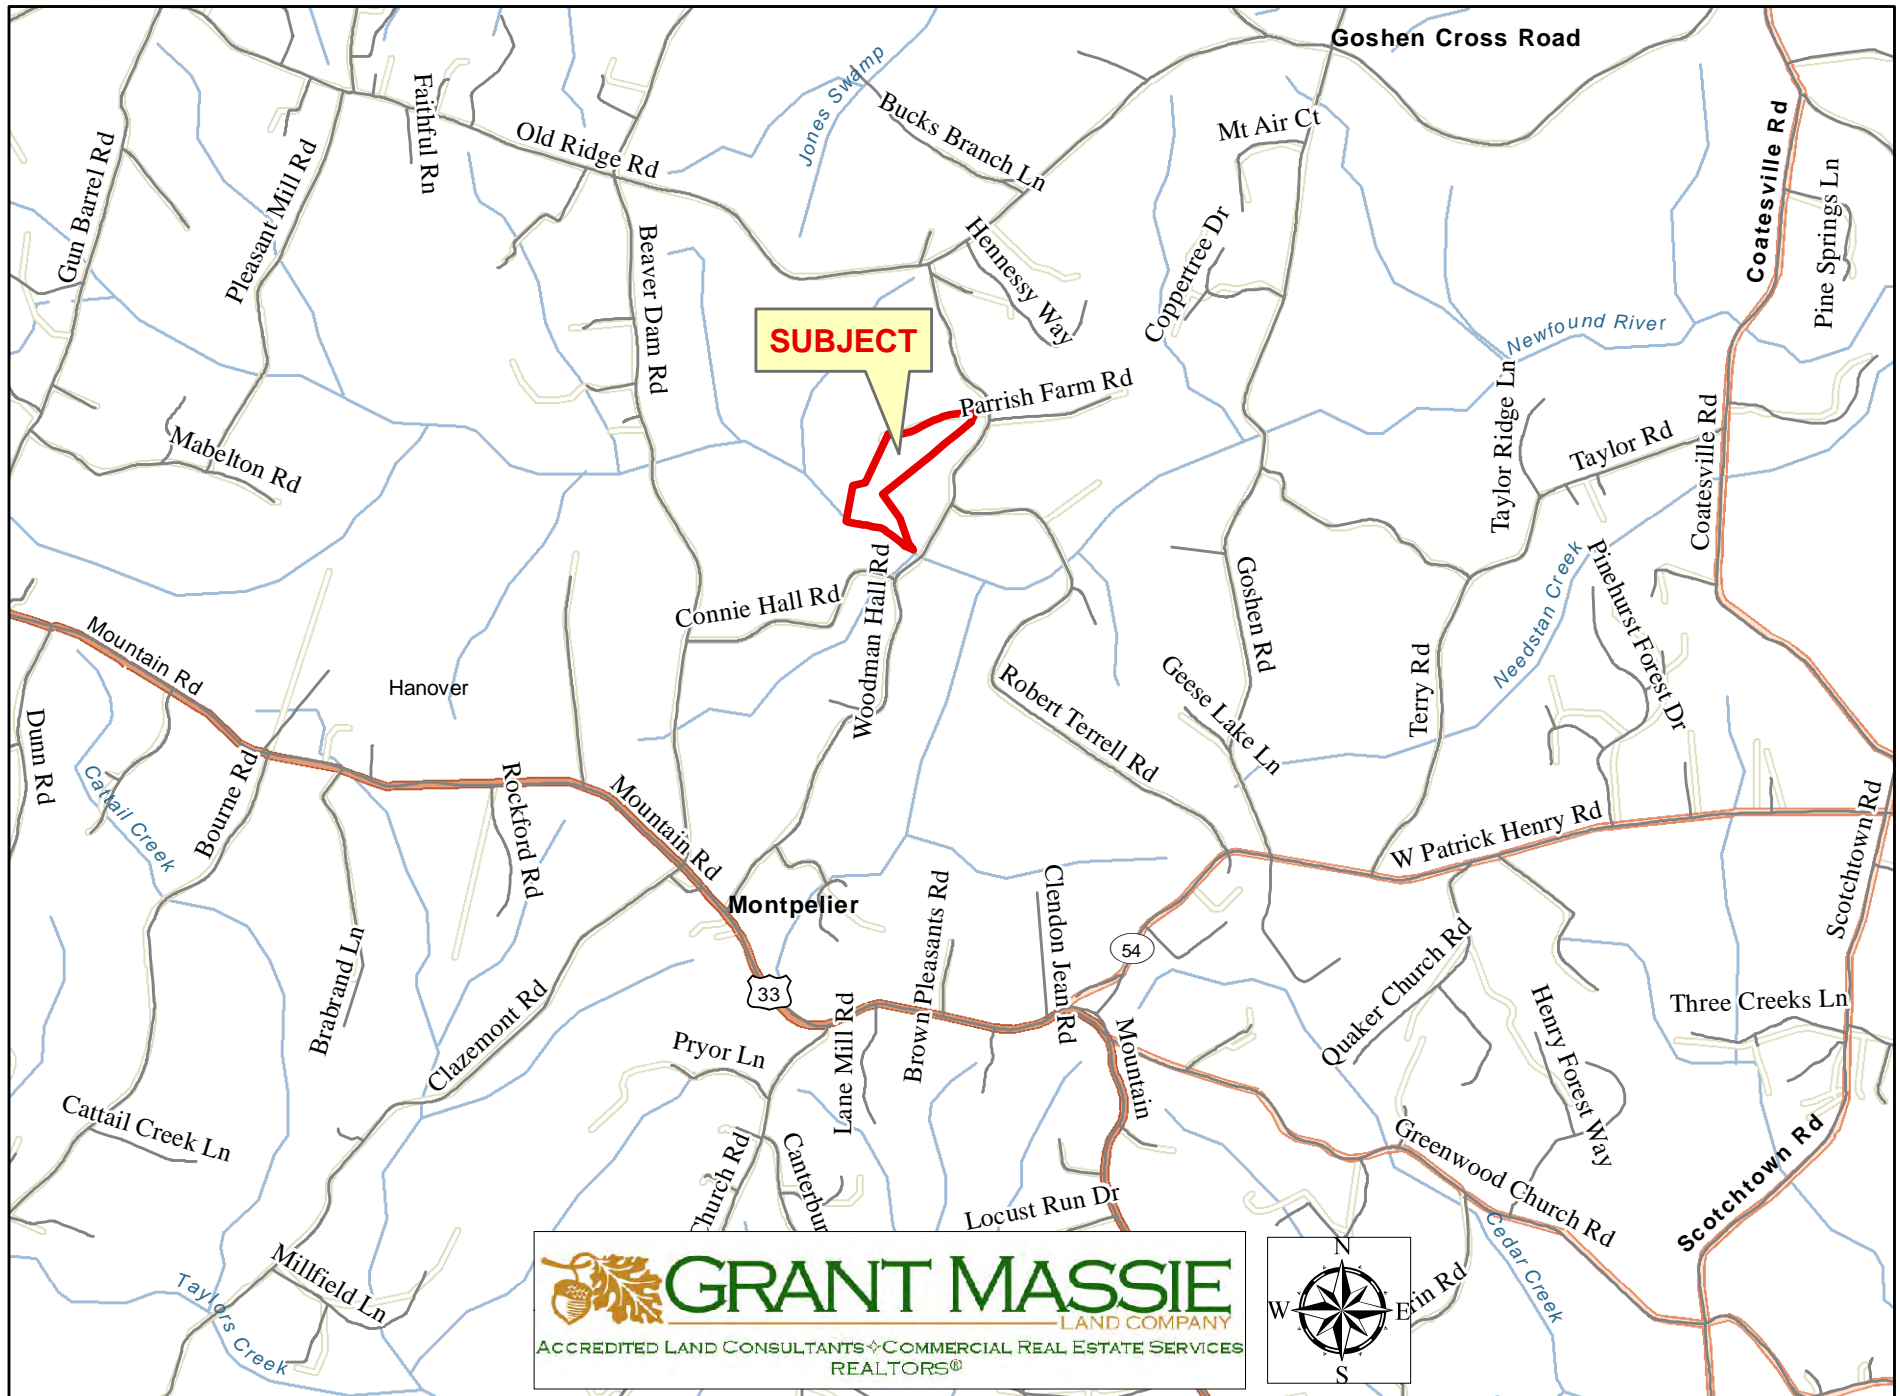 Goshen Cross Road
Jones Swamp
Faithful Rn
Bucks Branch Ln
Mt Air Ct
Coatesville Rd
Old Ridge Rd
Gun Barrel Rd
Pleasant Mill Rd
Pine Springs Ln
Hennessy Way
Coppertree Dr
Beaver Dam Rd
SUBJECT
Newfound River
Parrish Farm Rd
Taylor Ridge Ln
Taylor Rd
Coatesville Rd
Mabelton Rd
Connie Hall Rd
Woodman Hall Rd
Goshen Rd
Needstan Creek
Pinehurst Forest Dr
Mountain Rd
Hanover
Robert Terrell Rd
Geese Lake Ln
Terry Rd
Dunn Rd
Cattail Creek
Bourne Rd
Rockford Rd
Mountain Rd
W Patrick Henry Rd
Scotchtown Rd
Montpelier
Brown Pleasants Rd
Clendon Jean Rd
54
33
Brabrand Ln
Clazemont Rd
Quaker Church Rd
Henry Forest Way
Three Creeks Ln
Pryor Ln
Lane Mill Rd
Mountain
Cattail Creek Ln
Church Rd
Canterbur
Locust Run Dr
Greenwood Church Rd
Scotchtown Rd
Cedar Creek
Millfield Ln
Taylors Creek
rin Rd
GRANT MASSIE
LAND COMPANY
ACCREDITED LAND CONSULTANTS✧COMMERCIAL REAL ESTATE SERVICES
REALTORS®
N
W E
S